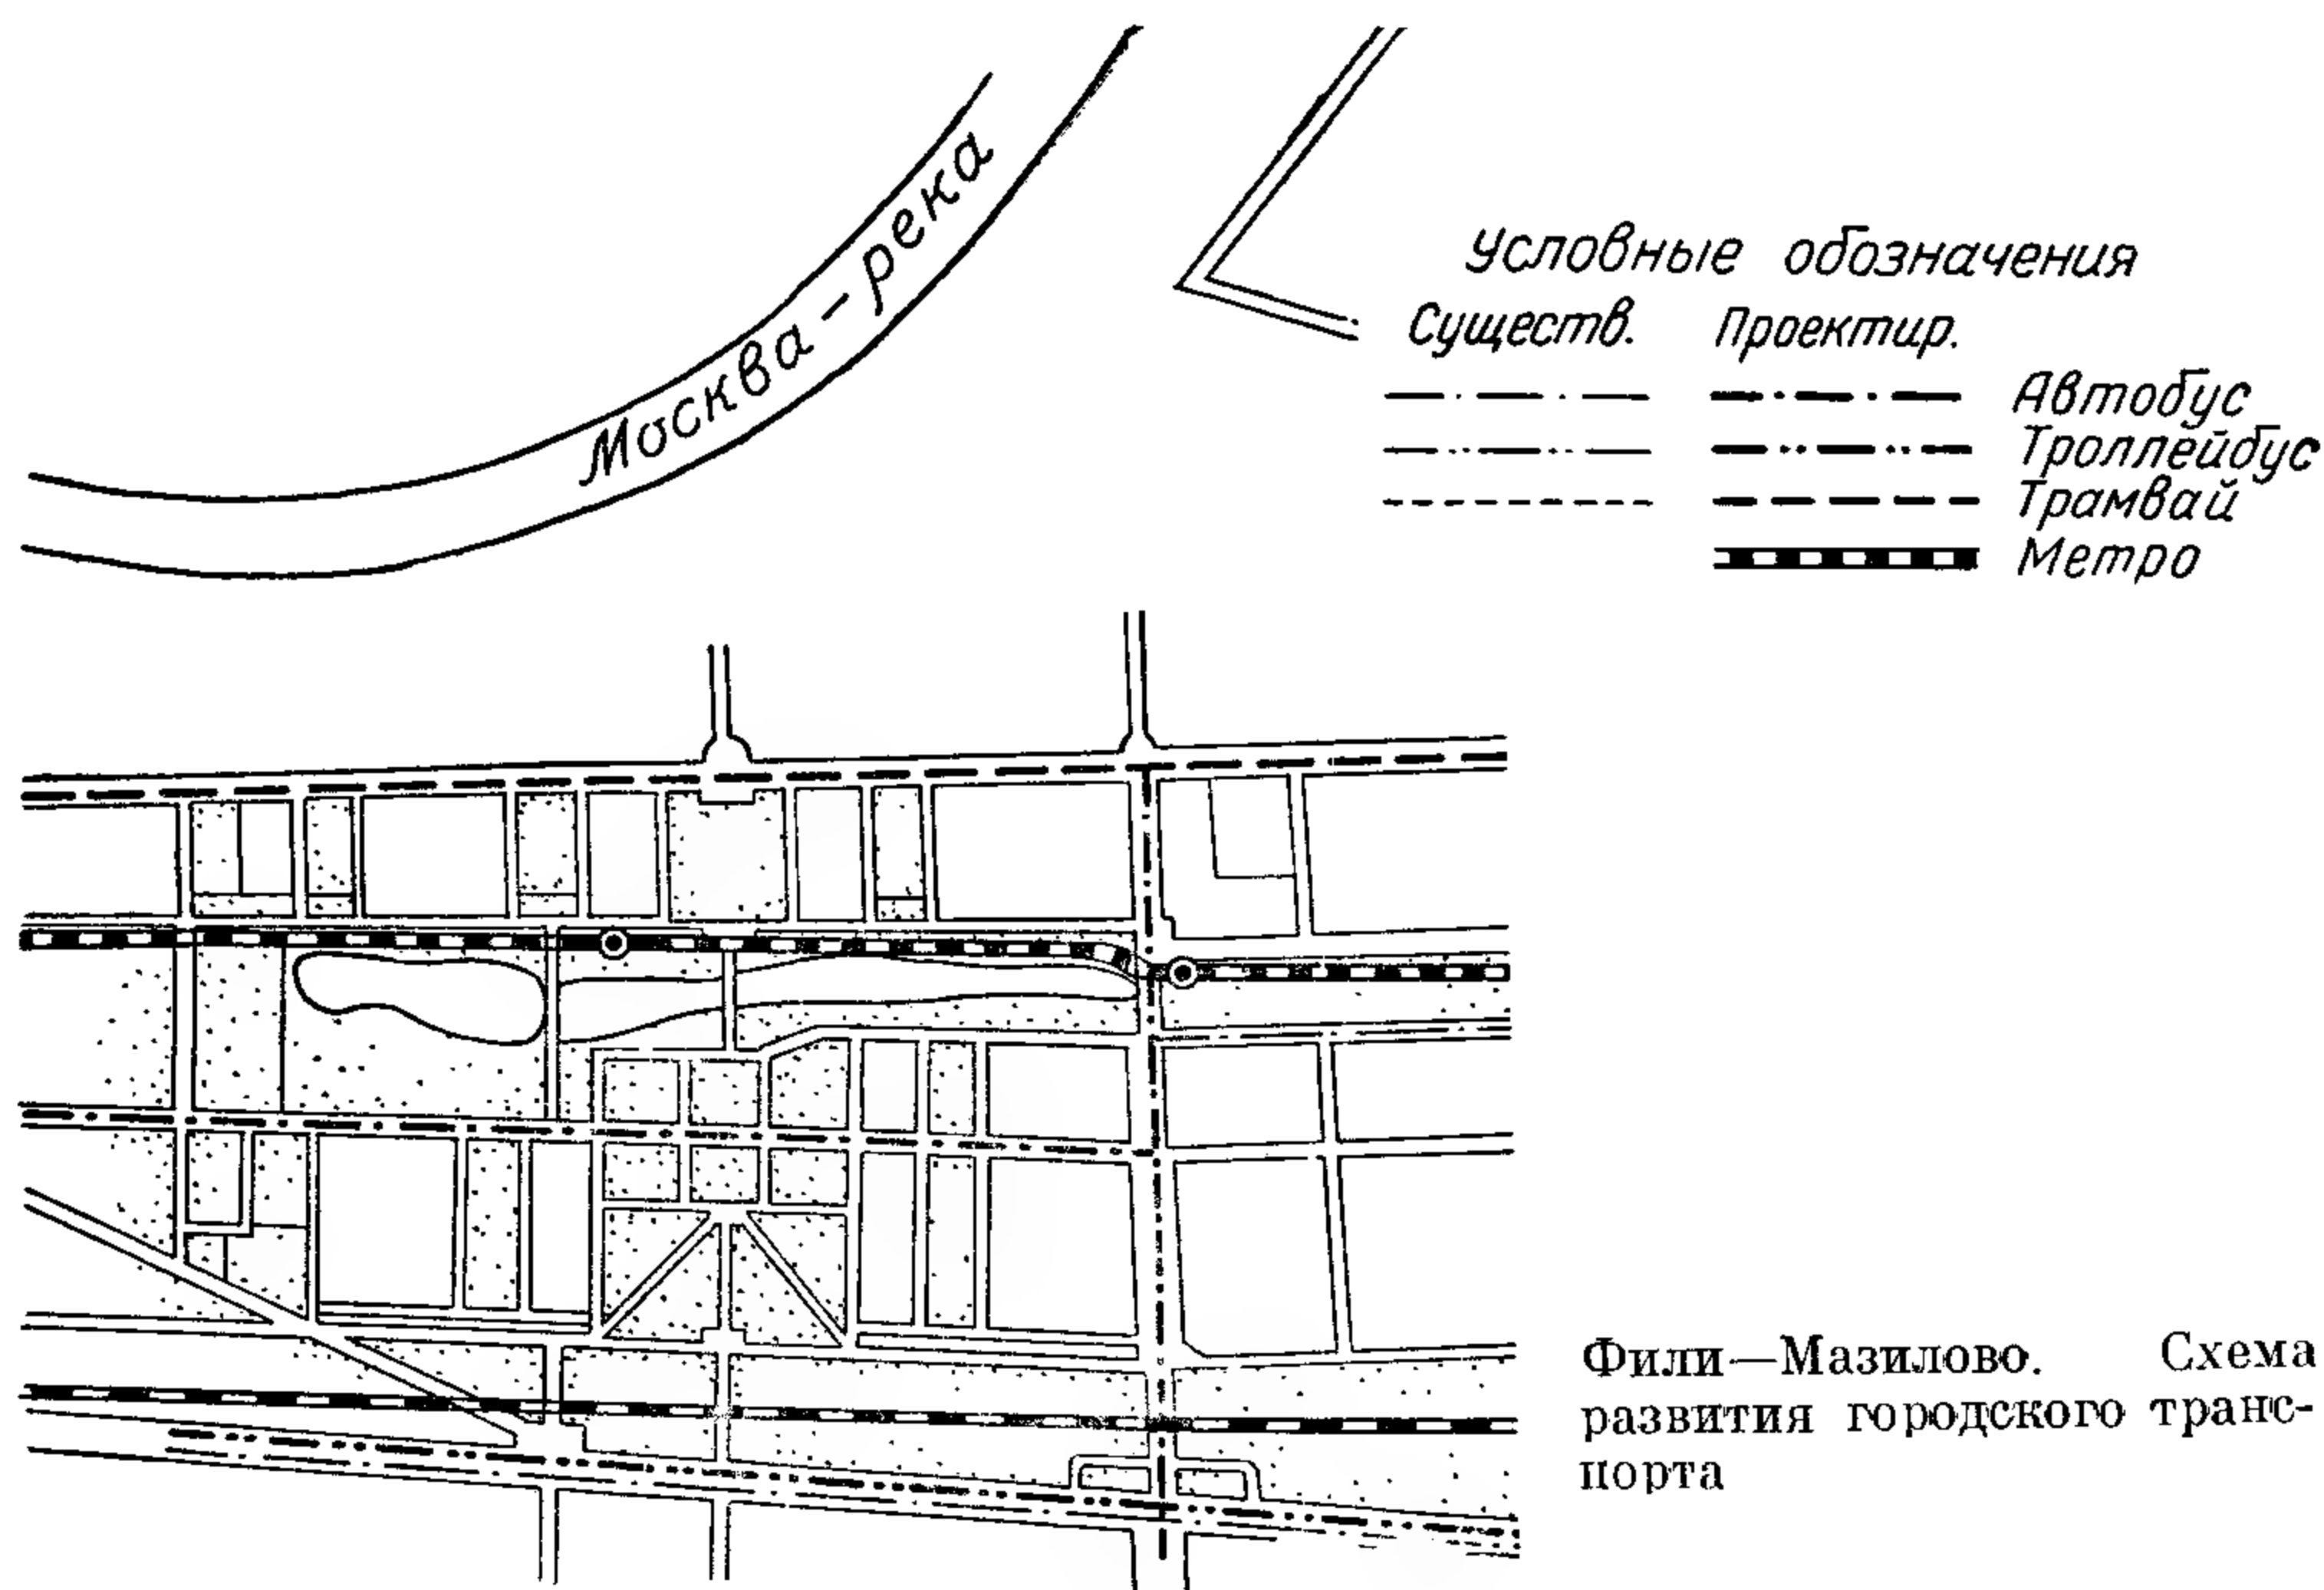 Москва-река
Условные обозначения
Существ. Проектир.
Автобус
Троллейбус
Трамвай
Метро
Фили—Мазилово. Схема
развития городского транс-
порта